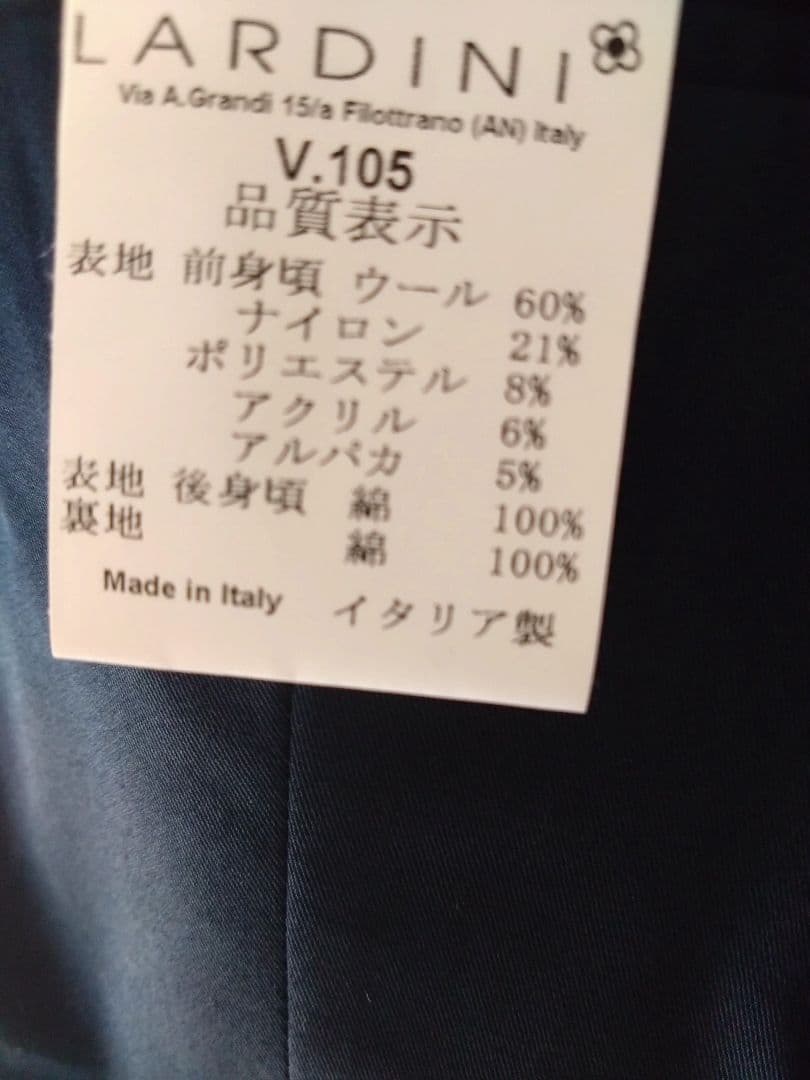 LARDINI
Via A.Grandi 15/a Filottrano (AN) Italy
V.105
品質表示
表地 前身頃 ウール 60%
ナイロン 21%
ポリエステル 8%
アクリル 6%
アルパカ 5%
表地 後身頃 綿 100%
裏地 綿 100%
Made in Italy イタリア製